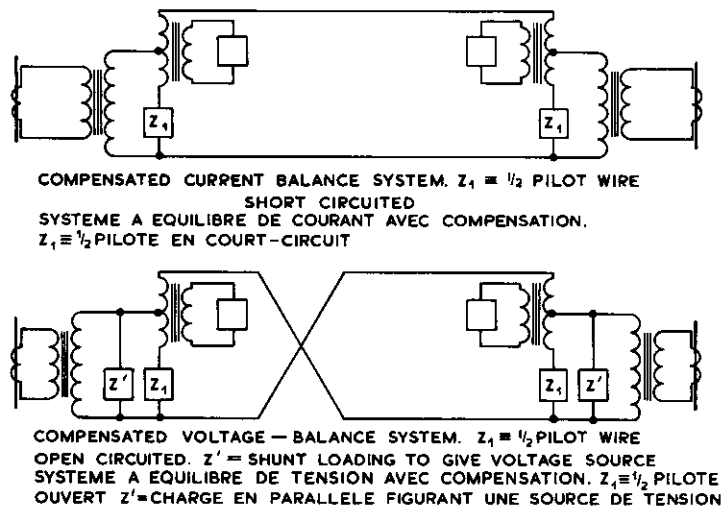 Z₁
Z₁
COMPENSATED CURRENT BALANCE SYSTEM. Z₁ ≡ ½ PILOT WIRE
SHORT CIRCUITED
SYSTEME A EQUILIBRE DE COURANT AVEC COMPENSATION.
Z₁ ≡ ½ PILOTE EN COURT-CIRCUIT
Z' Z₁
Z₁ Z'
COMPENSATED VOLTAGE — BALANCE SYSTEM. Z₁ ≡ ½ PILOT WIRE
OPEN CIRCUITED. Z' = SHUNT LOADING TO GIVE VOLTAGE SOURCE
SYSTEME A EQUILIBRE DE TENSION AVEC COMPENSATION. Z₁ ≡ ½ PILOTE
OUVERT Z' = CHARGE EN PARALLELE FIGURANT UNE SOURCE DE TENSION